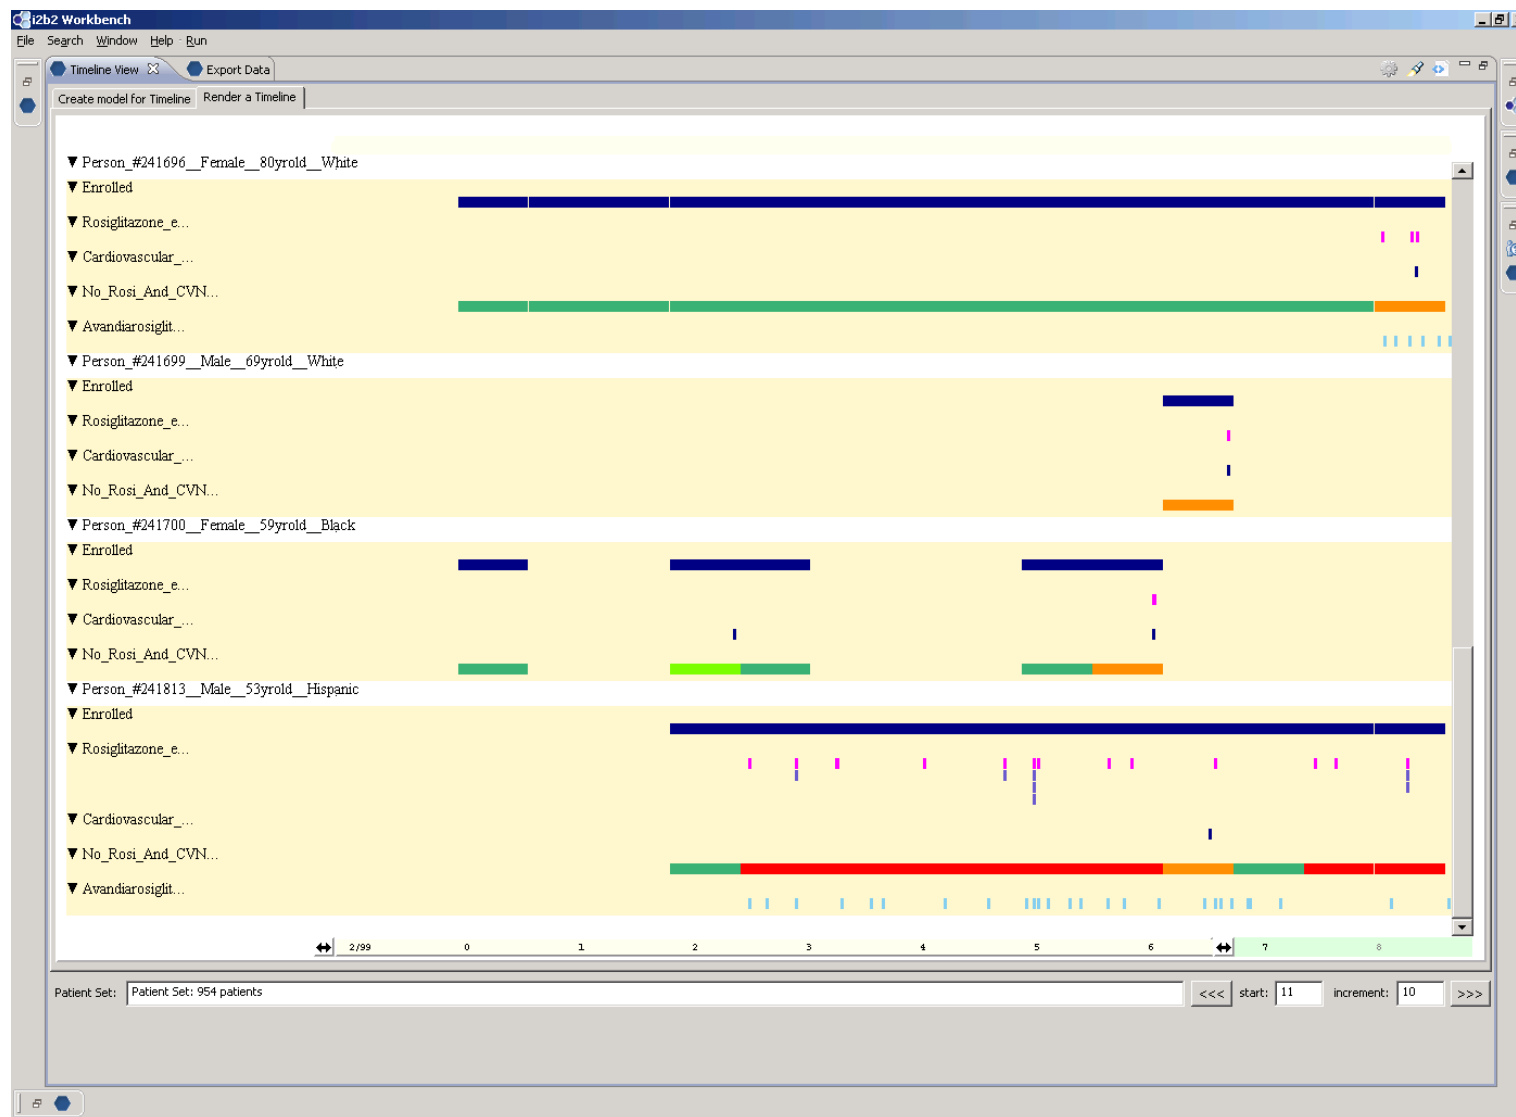 i2b2 Workbench
File Search Window Help Run
Timeline View Export Data
Create model for Timeline Render a Timeline
Person_#241696__Female__80yrold__White
Enrolled
Rosiglitazone_e...
Cardiovascular_...
No_Rosi_And_CVN...
Avandiarosiglit...
Person_#241699__Male__69yrold__White
Enrolled
Rosiglitazone_e...
Cardiovascular_...
No_Rosi_And_CVN...
Person_#241700__Female__59yrold__Black
Enrolled
Rosiglitazone_e...
Cardiovascular_...
No_Rosi_And_CVN...
Person_#241813__Male__53yrold__Hispanic
Enrolled
Rosiglitazone_e...
Cardiovascular_...
No_Rosi_And_CVN...
Avandiarosiglit...
2/99 0 1 2 3 4 5 6 7 8
Patient Set: Patient Set: 954 patients <<< start: 11 increment: 10 >>>